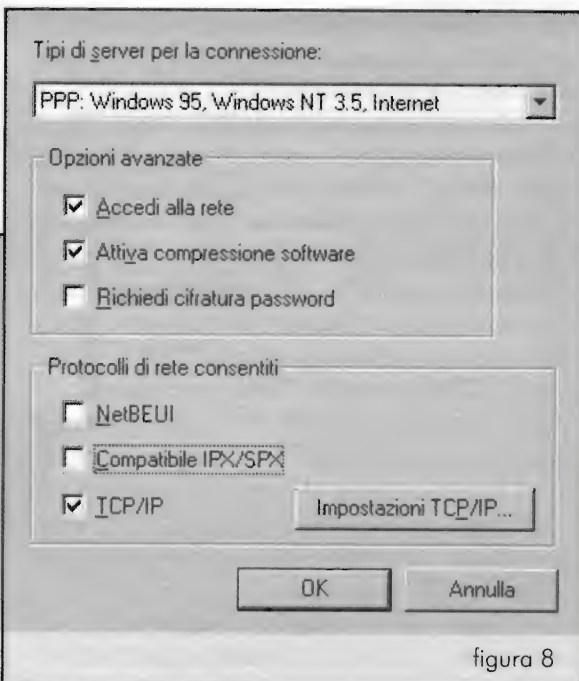 Tipi di server per la connessione:
PPP: Windows 95, Windows NT 3.5, Internet
Opzioni avanzate
Accedi alla rete
Attiva compressione software
Richiedi cifratura password
Protocolli di rete consentiti
NetBEUI
Compatibile IPX/SPX
TCP/IP Impostazioni TCP/IP...
OK Annulla
figura 8